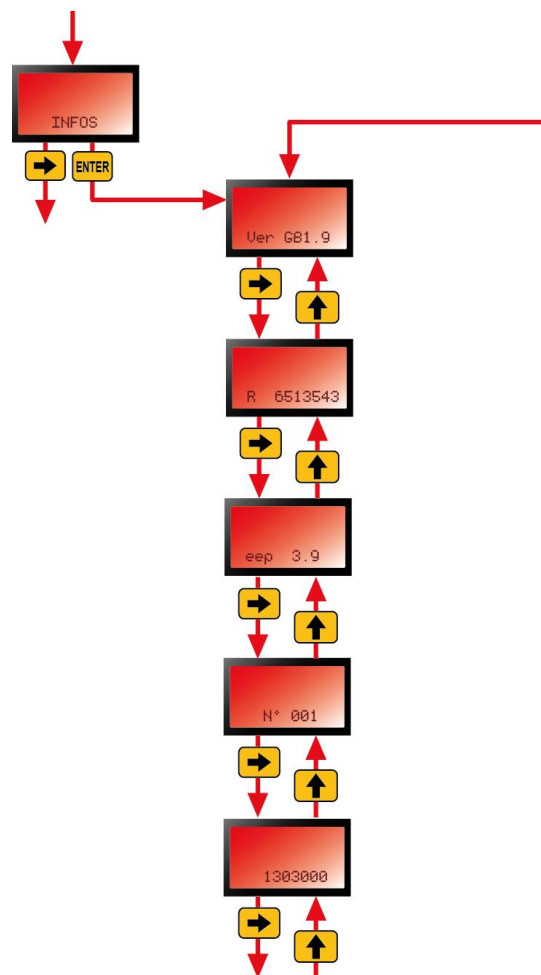 INFOS
ENTER
Ver GB1.9
R 6513543
eep 3.9
N° 001
1303000